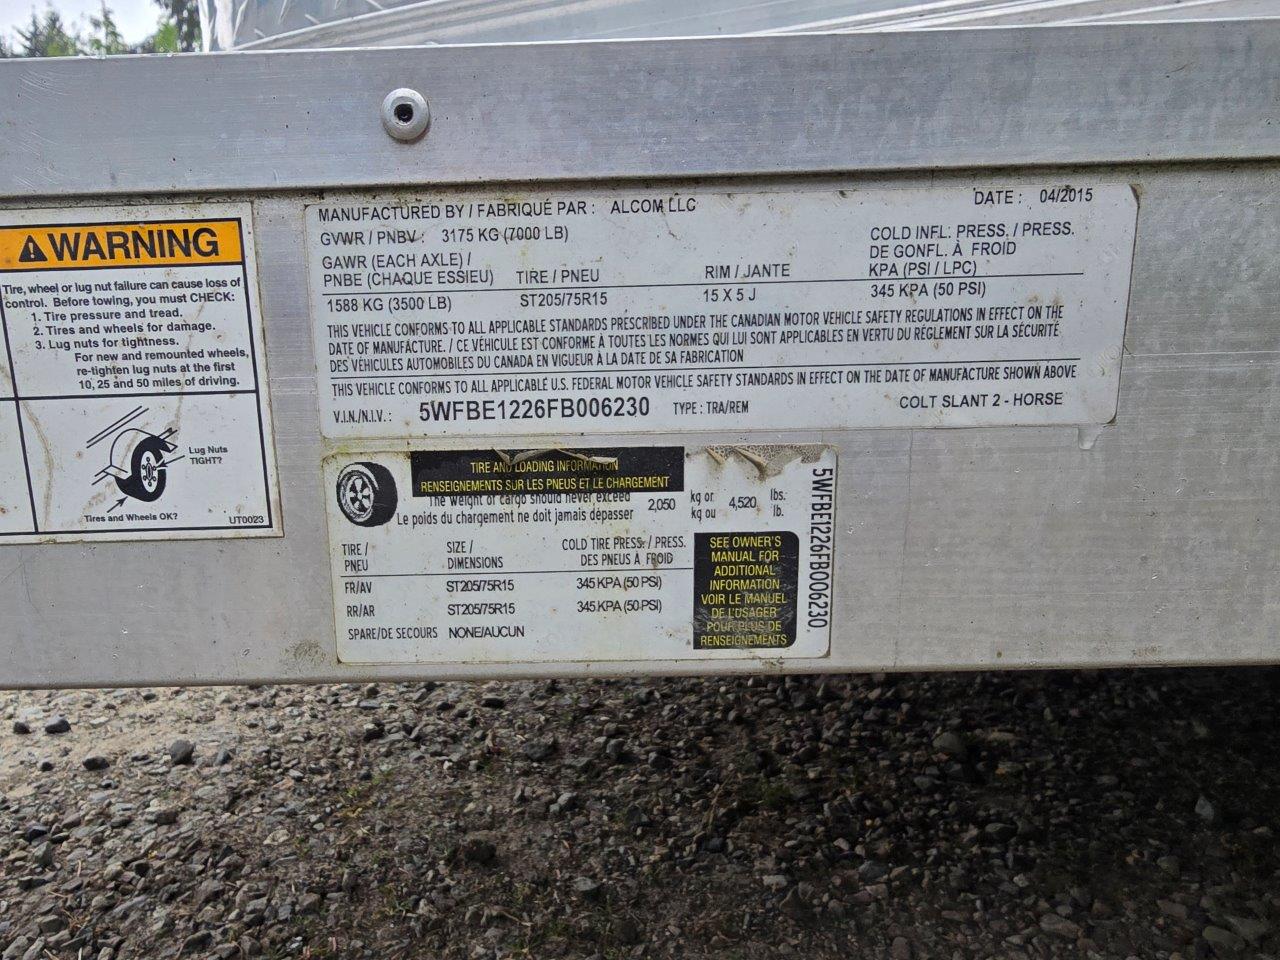 WARNING
Tire, wheel or lug nut failure can cause loss of
control. Before towing, you must CHECK:
1. Tire pressure and tread.
2. Tires and wheels for damage.
3. Lug nuts for tightness.
For new and remounted wheels,
re-tighten lug nuts at the first
10, 25 and 50 miles of driving.
Lug Nuts
TIGHT?
Tires and Wheels OK?
UT0023
MANUFACTURED BY / FABRIQUÉ PAR : ALCOM LLC DATE : 04/2015
GVWR / PNBV : 3175 KG (7000 LB)
GAWR (EACH AXLE) /
PNBE (CHAQUE ESSIEU) TIRE / PNEU RIM / JANTE
COLD INFL. PRESS. / PRESS.
DE GONFL. À FROID
KPA (PSI / LPC)
1588 KG (3500 LB) ST205/75R15 15 X 5 J 345 KPA (50 PSI)
THIS VEHICLE CONFORMS TO ALL APPLICABLE STANDARDS PRESCRIBED UNDER THE CANADIAN MOTOR VEHICLE SAFETY REGULATIONS IN EFFECT ON THE
DATE OF MANUFACTURE. / CE VÉHICULE EST CONFORME À TOUTES LES NORMES QUI LUI SONT APPLICABLES EN VERTU DU RÉGLEMENT SUR LA SÉCURITÉ
DES VÉHICULES AUTOMOBILES DU CANADA EN VIGUEUR À LA DATE DE SA FABRICATION
THIS VEHICLE CONFORMS TO ALL APPLICABLE U.S. FEDERAL MOTOR VEHICLE SAFETY STANDARDS IN EFFECT ON THE DATE OF MANUFACTURE SHOWN ABOVE
V.I.N./N.I.V.: 5WFBE1226FB006230 TYPE : TRA/REM COLT SLANT 2 - HORSE
TIRE AND LOADING INFORMATION
RENSEIGNEMENTS SUR LES PNEUS ET LE CHARGEMENT
The weight of cargo should never exceed 2,050 kg or 4,520 lbs.
Le poids du chargement ne doit jamais dépasser kg ou lb.
TIRE / SIZE / COLD TIRE PRESS. / PRESS.
PNEU DIMENSIONS DES PNEUS À FROID
FR/AV ST205/75R15 345 KPA (50 PSI)
RR/AR ST205/75R15 345 KPA (50 PSI)
SPARE/DE SECOURS NONE/AUCUN
SEE OWNER'S
MANUAL FOR
ADDITIONAL
INFORMATION
VOIR LE MANUEL
DE L'USAGER
POUR PLUS DE
RENSEIGNEMENTS
5WFBE1226FB006230